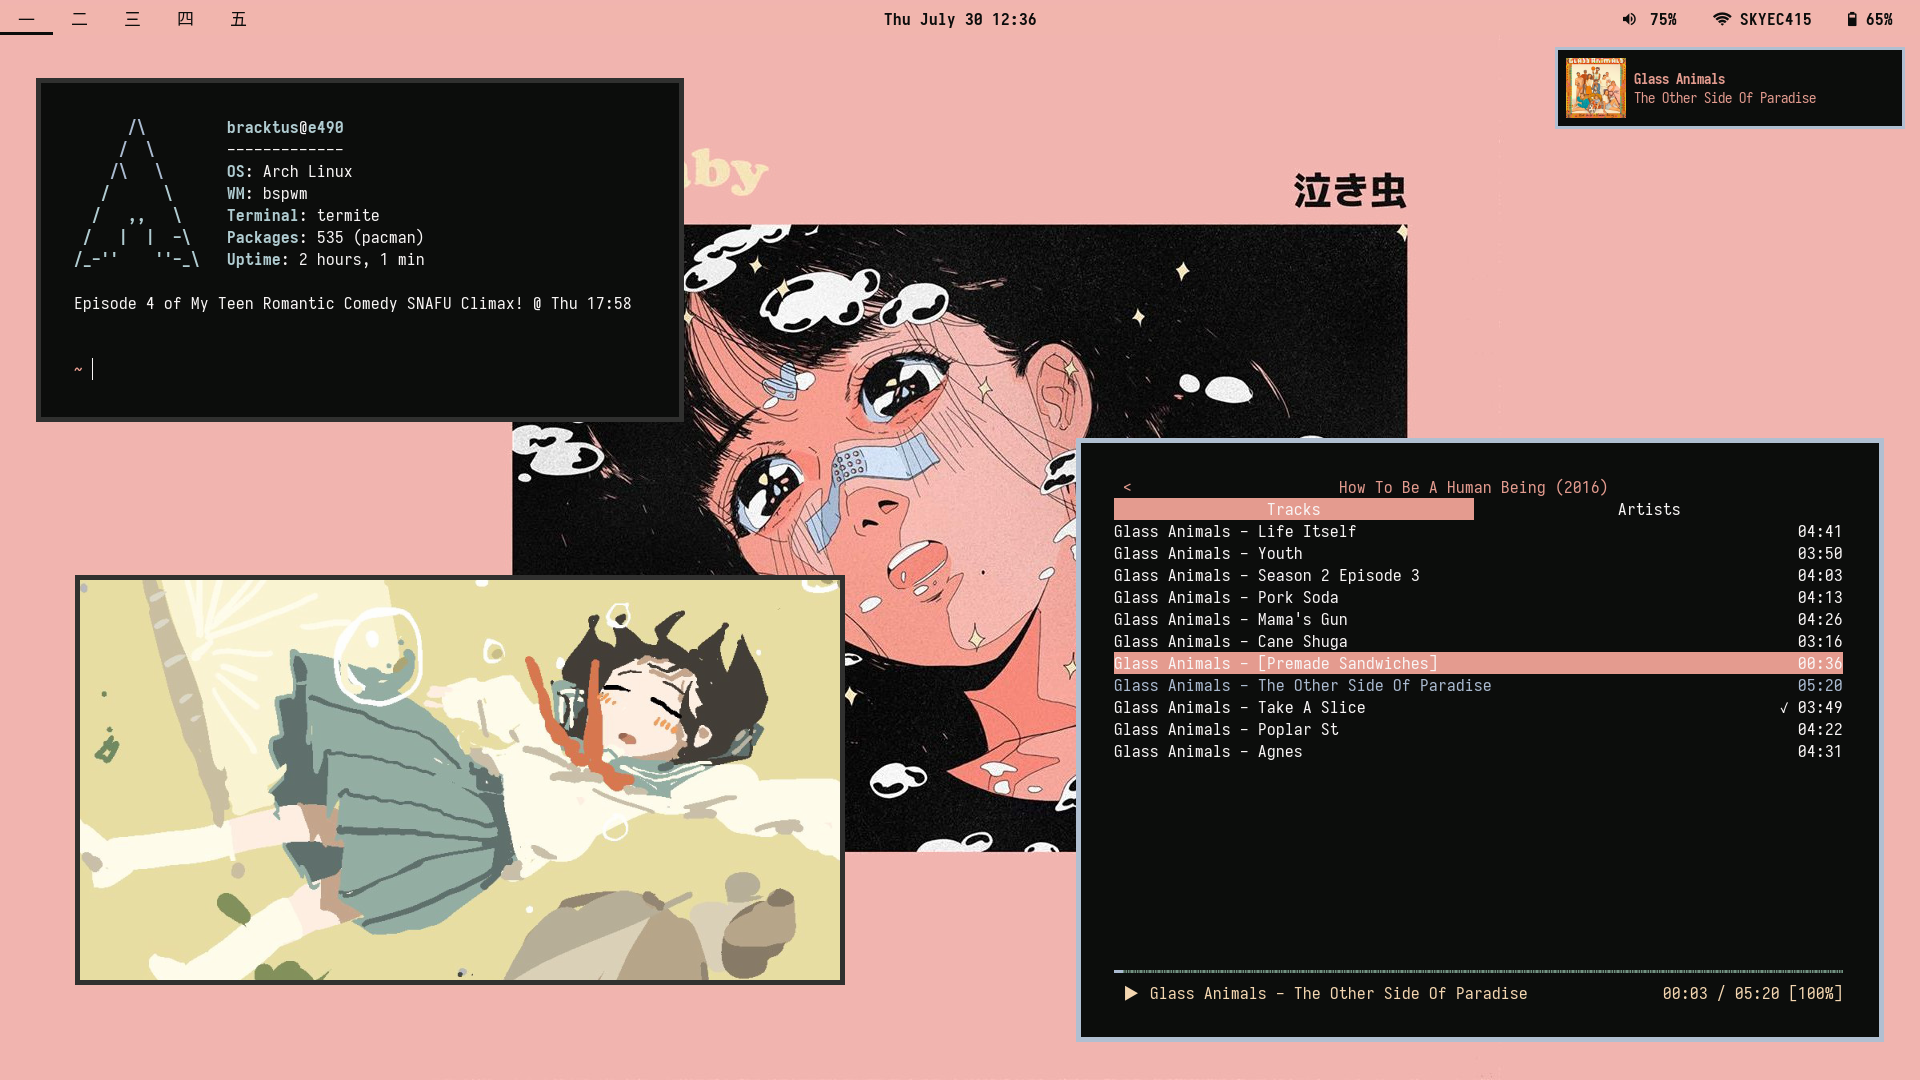 一 二 三 四 五
Thu July 30 12:36
75% SKYEC415 65%
GLASS ANIMALS
Glass Animals
The Other Side Of Paradise
bracktus@e490
-------------
OS: Arch Linux
WM: bspwm
Terminal: termite
Packages: 535 (pacman)
Uptime: 2 hours, 1 min
Episode 4 of My Teen Romantic Comedy SNAFU Climax! @ Thu 17:58
~
by
泣き虫
< How To Be A Human Being (2016)
Tracks Artists
Glass Animals - Life Itself 04:41
Glass Animals - Youth 03:50
Glass Animals - Season 2 Episode 3 04:03
Glass Animals - Pork Soda 04:13
Glass Animals - Mama's Gun 04:26
Glass Animals - Cane Shuga 03:16
Glass Animals - [Premade Sandwiches] 00:36
Glass Animals - The Other Side Of Paradise 05:20
Glass Animals - Take A Slice ✓ 03:49
Glass Animals - Poplar St 04:22
Glass Animals - Agnes 04:31
▶ Glass Animals - The Other Side Of Paradise 00:03 / 05:20 [100%]